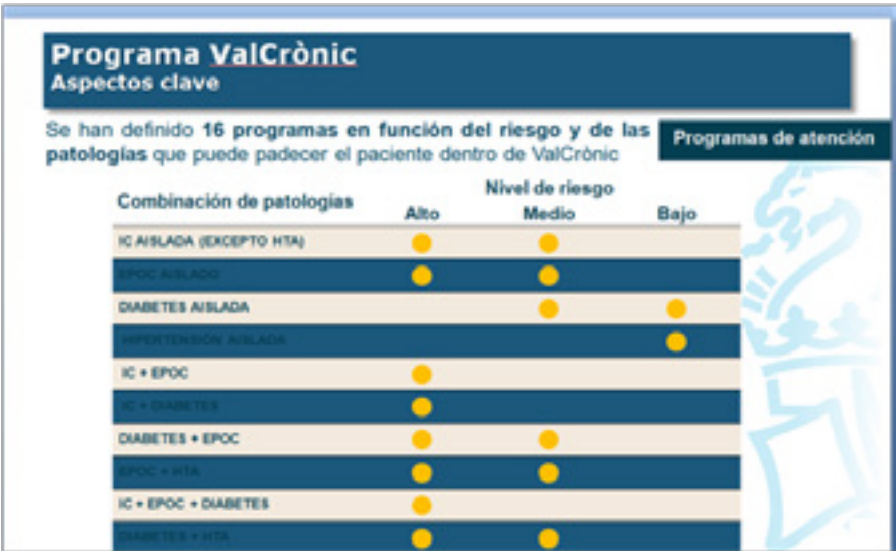 Programa ValCrònic
Aspectos clave
Se han definido 16 programas en función del riesgo y de las
patologías que puede padecer el paciente dentro de ValCrònic
Programas de atención
Combinación de patologías
Nivel de riesgo
Alto Medio Bajo
IC AISLADA (EXCEPTO HTA)
EPOC AISLADO
DIABETES AISLADA
HIPERTENSIÓN AISLADA
IC + EPOC
IC + DIABETES
DIABETES + EPOC
EPOC + HTA
IC + EPOC + DIABETES
DIABETES + HTA